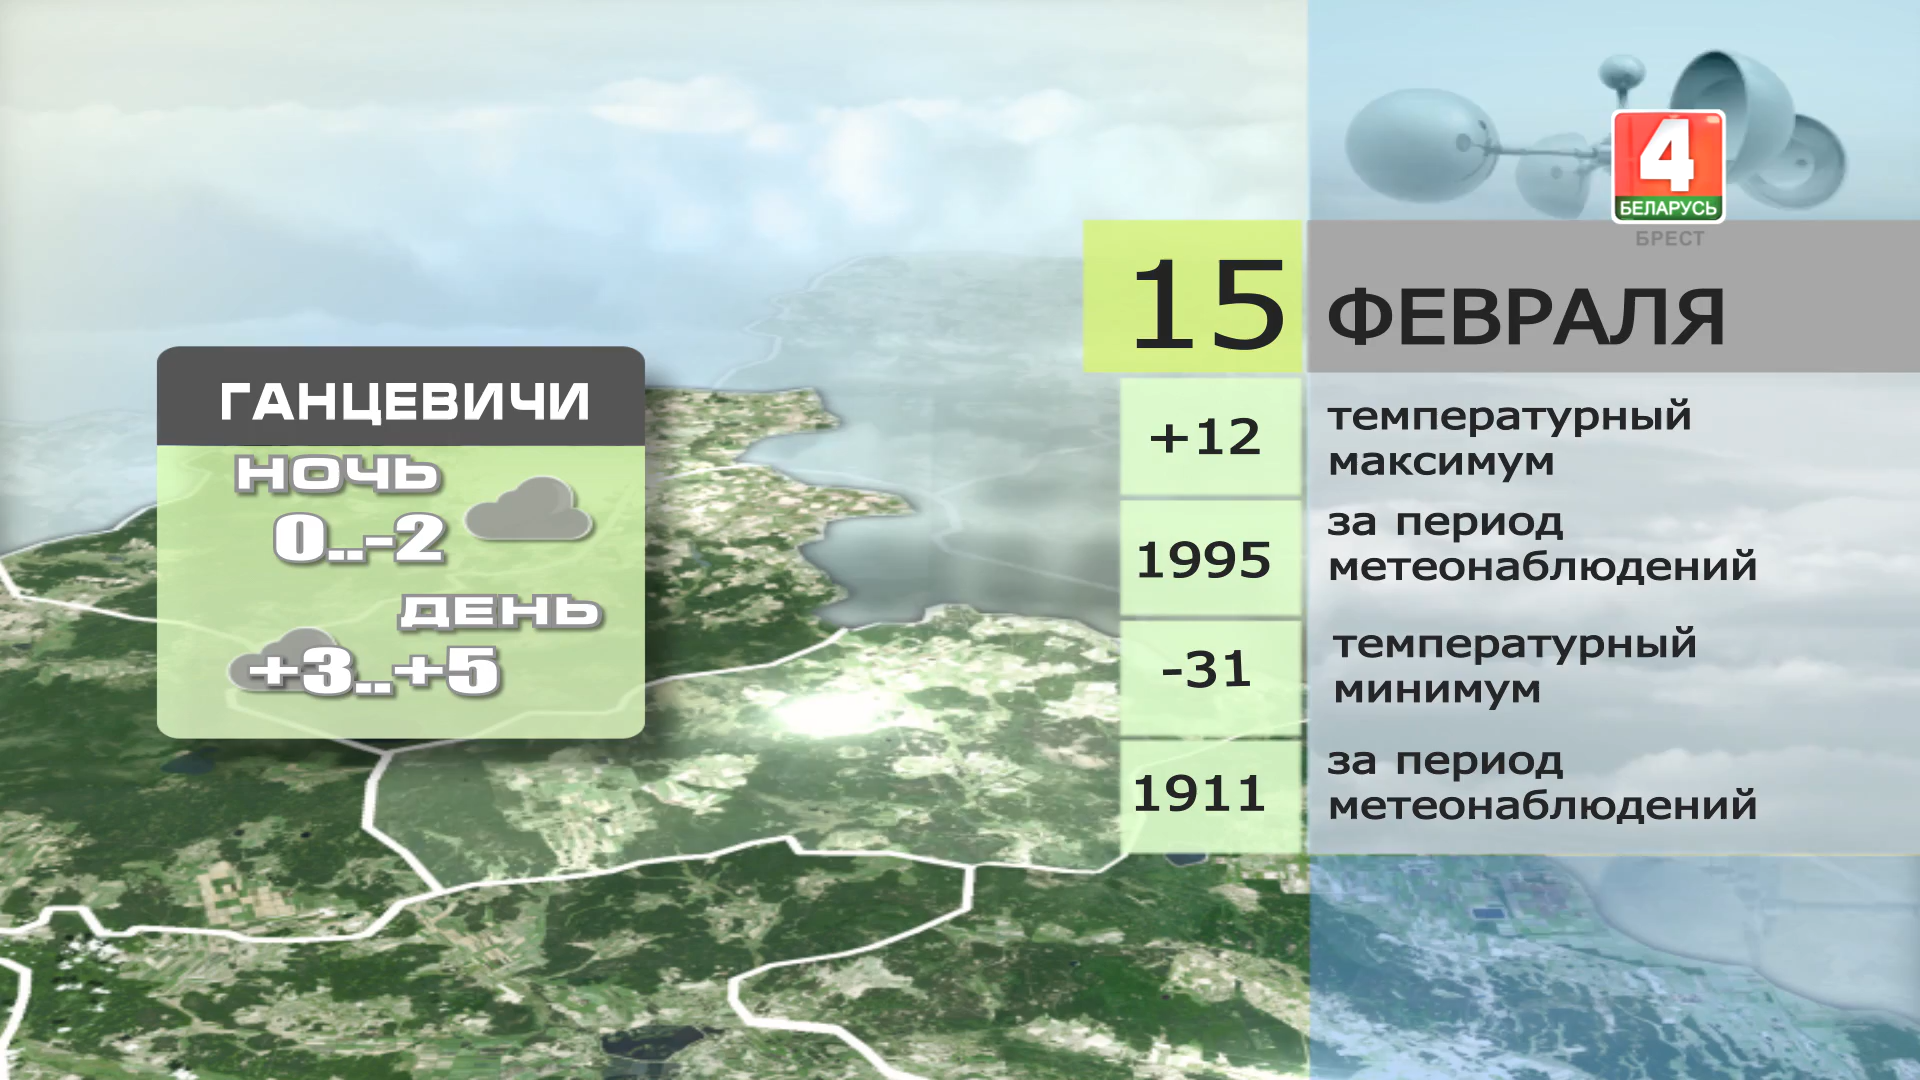 4
БЕЛАРУСЬ
БРЕСТ
15 ФЕВРАЛЯ
ГАНЦЕВИЧИ
НОЧЬ
0..-2
ДЕНЬ
+3..+5
+12
температурный
максимум
1995
за период
метеонаблюдений
-31
температурный
минимум
1911
за период
метеонаблюдений